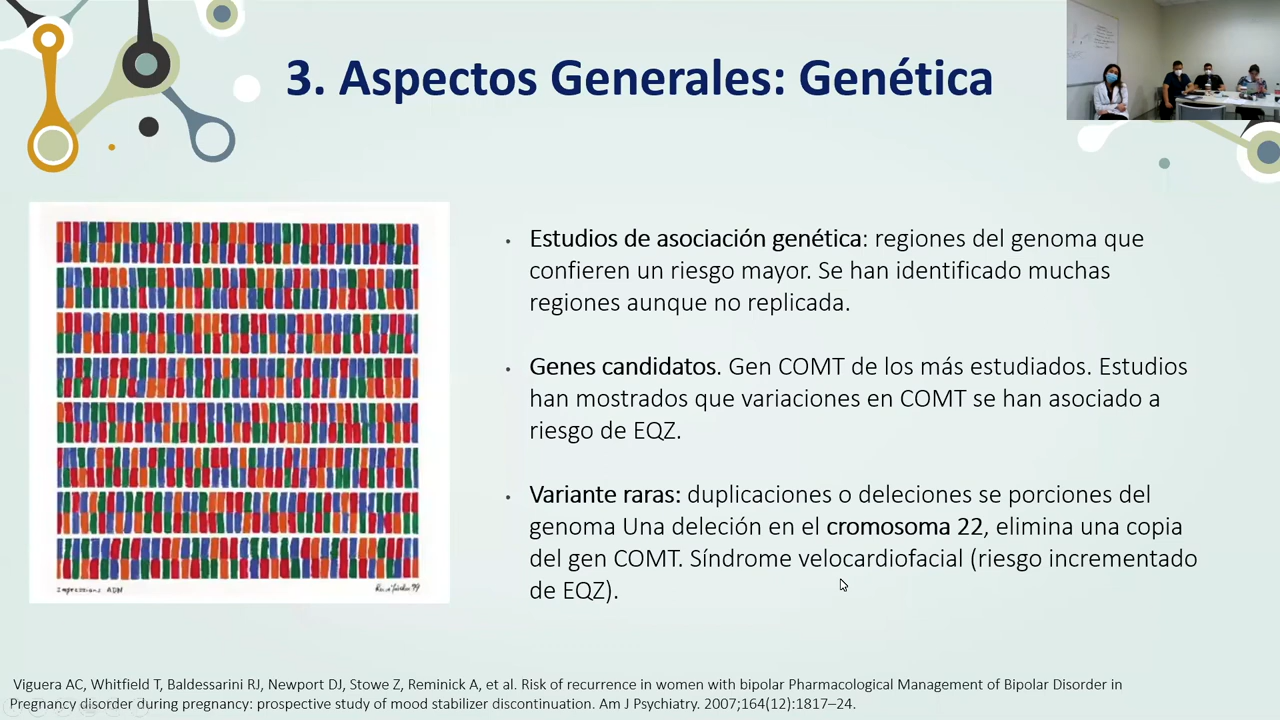 3. Aspectos Generales: Genética
• Estudios de asociación genética: regiones del genoma que
confieren un riesgo mayor. Se han identificado muchas
regiones aunque no replicada.
• Genes candidatos. Gen COMT de los más estudiados. Estudios
han mostrados que variaciones en COMT se han asociado a
riesgo de EQZ.
• Variante raras: duplicaciones o deleciones se porciones del
genoma Una deleción en el cromosoma 22, elimina una copia
del gen COMT. Síndrome velocardiofacial (riesgo incrementado
de EQZ).
Impressions ADN
Viguera AC, Whitfield T, Baldessarini RJ, Newport DJ, Stowe Z, Reminick A, et al. Risk of recurrence in women with bipolar Pharmacological Management of Bipolar Disorder in
Pregnancy disorder during pregnancy: prospective study of mood stabilizer discontinuation. Am J Psychiatry. 2007;164(12):1817–24.